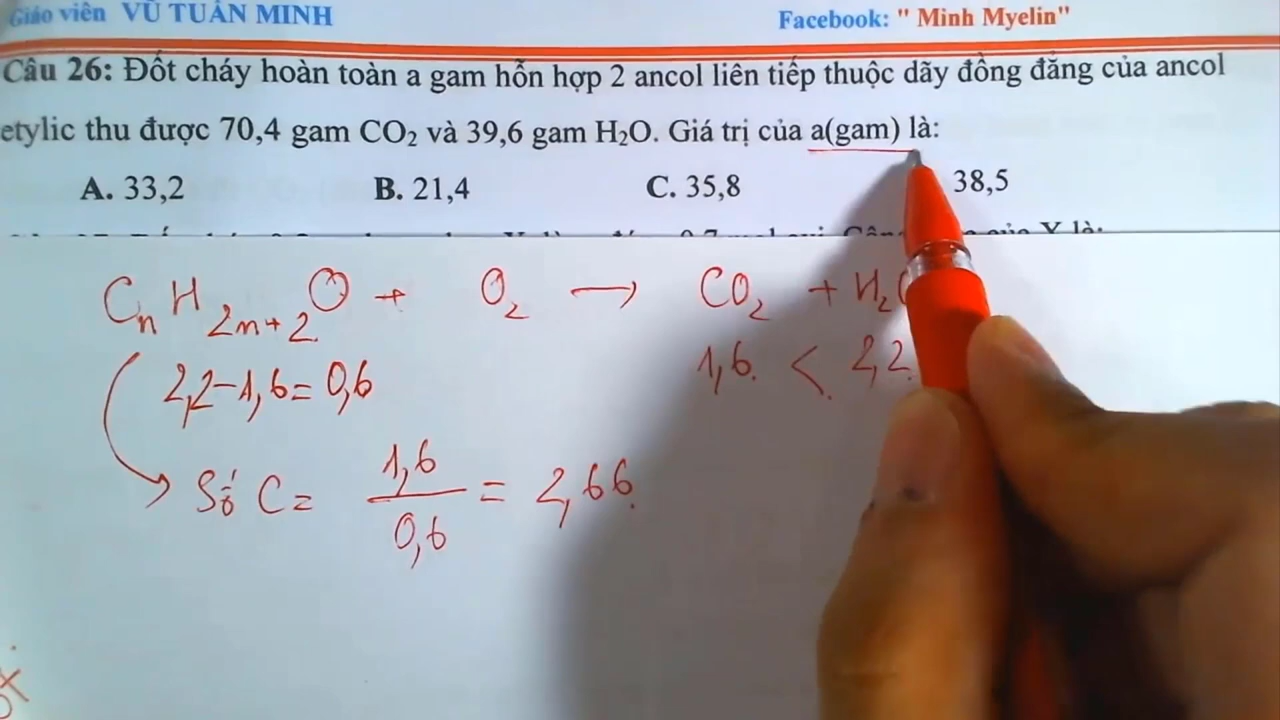 Giáo viên VŨ TUẤN MINH
Facebook: " Minh Myelin"
Câu 26: Đốt cháy hoàn toàn a gam hỗn hợp 2 ancol liên tiếp thuộc dãy đồng đẳng của ancol
etylic thu được 70,4 gam CO₂ và 39,6 gam H₂O. Giá trị của a(gam) là:
A. 33,2 B. 21,4 C. 35,8 38,5
CₙH₂ₙ₊₂O + O₂ → CO₂ + H₂O
1,6 < 2,2
2,2-1,6=0,6
Số C = 1,6/0,6 = 2,66